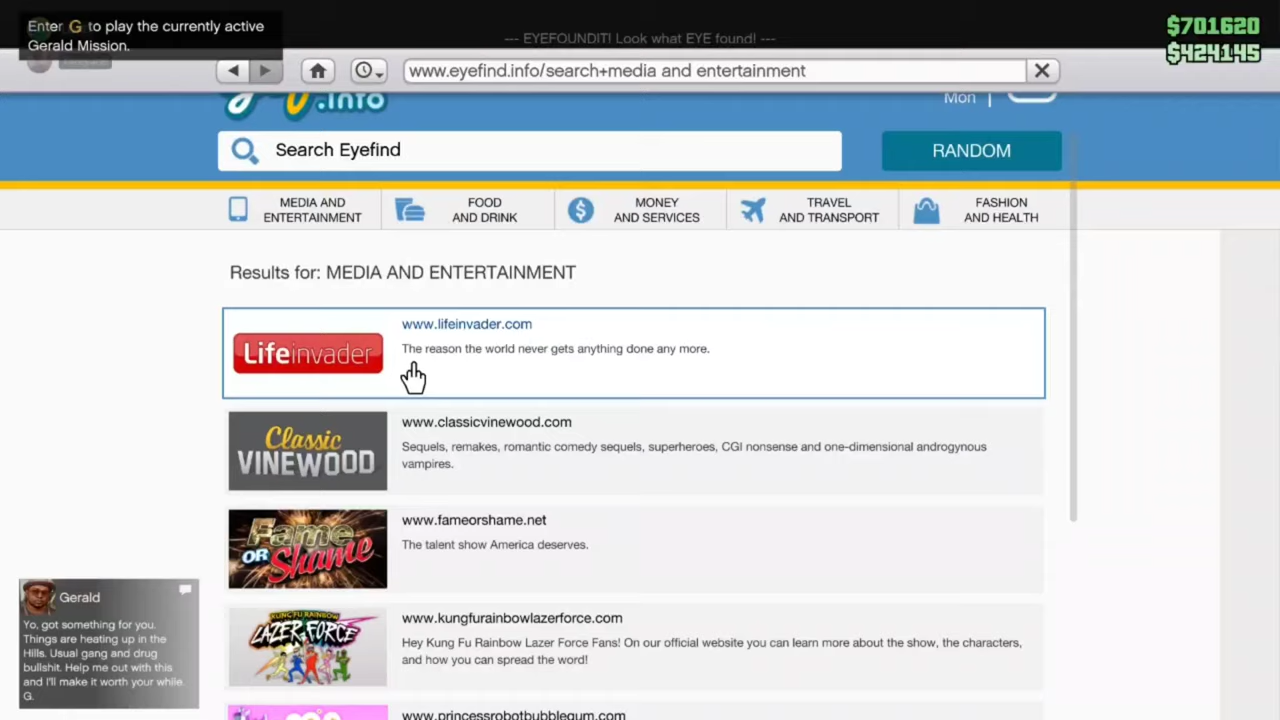 Enter G to play the currently active
Gerald Mission.
--- EYEFOUNDIT! Look what EYE found! ---
$701620
$424145
www.eyefind.info/search+media and entertainment
.info
Mon |
Search Eyefind
RANDOM
MEDIA AND
ENTERTAINMENT
FOOD
AND DRINK
MONEY
AND SERVICES
TRAVEL
AND TRANSPORT
FASHION
AND HEALTH
Results for: MEDIA AND ENTERTAINMENT
Lifeinvader
www.lifeinvader.com
The reason the world never gets anything done any more.
Classic
VINEWOOD
www.classicvinewood.com
Sequels, remakes, romantic comedy sequels, superheroes, CGI nonsense and one-dimensional androgynous
vampires.
Fame
OR Shame
www.fameorshame.net
The talent show America deserves.
KUNG FU RAINBOW
LAZER FORCE
www.kungfurainbowlazerforce.com
Hey Kung Fu Rainbow Lazer Force Fans! On our official website you can learn more about the show, the characters,
and how you can spread the word!
www.princessrobotbubblegum.com
Gerald
Yo, got something for you.
Things are heating up in the
Hills. Usual gang and drug
bullshit. Help me out with this
and I'll make it worth your while.
G.